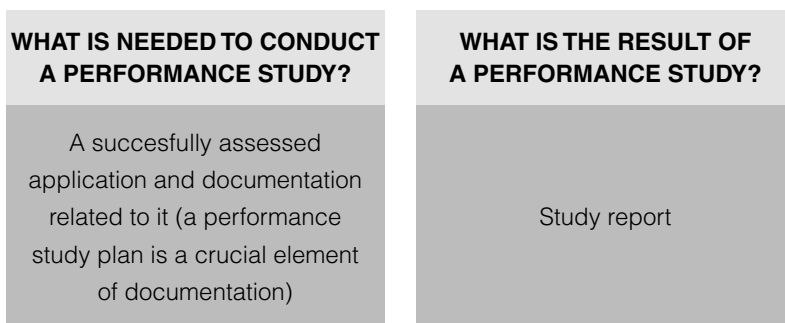 WHAT IS NEEDED TO CONDUCT
A PERFORMANCE STUDY?
A succesfully assessed
application and documentation
related to it (a performance
study plan is a crucial element
of documentation)
WHAT IS THE RESULT OF
A PERFORMANCE STUDY?
Study report